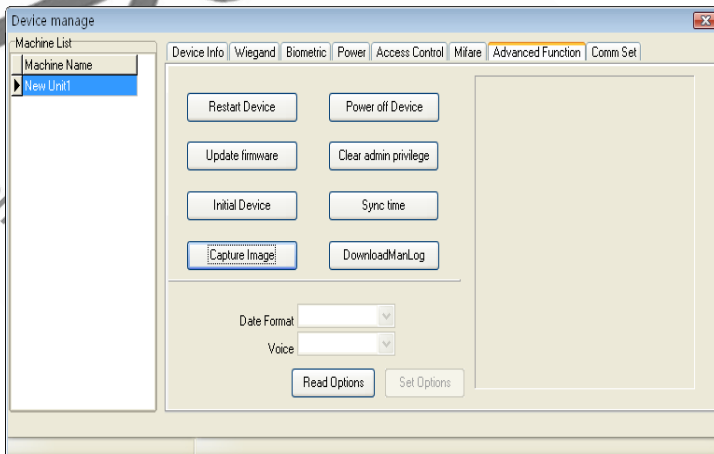 Device manage
Machine List
Machine Name
New Unit1
Device Info Wiegand Biometric Power Access Control Mifare Advanced Function Comm Set
Restart Device Power off Device
Update firmware Clear admin privilege
Initial Device Sync time
Capture Image DownloadManLog
Date Format
Voice
Read Options Set Options